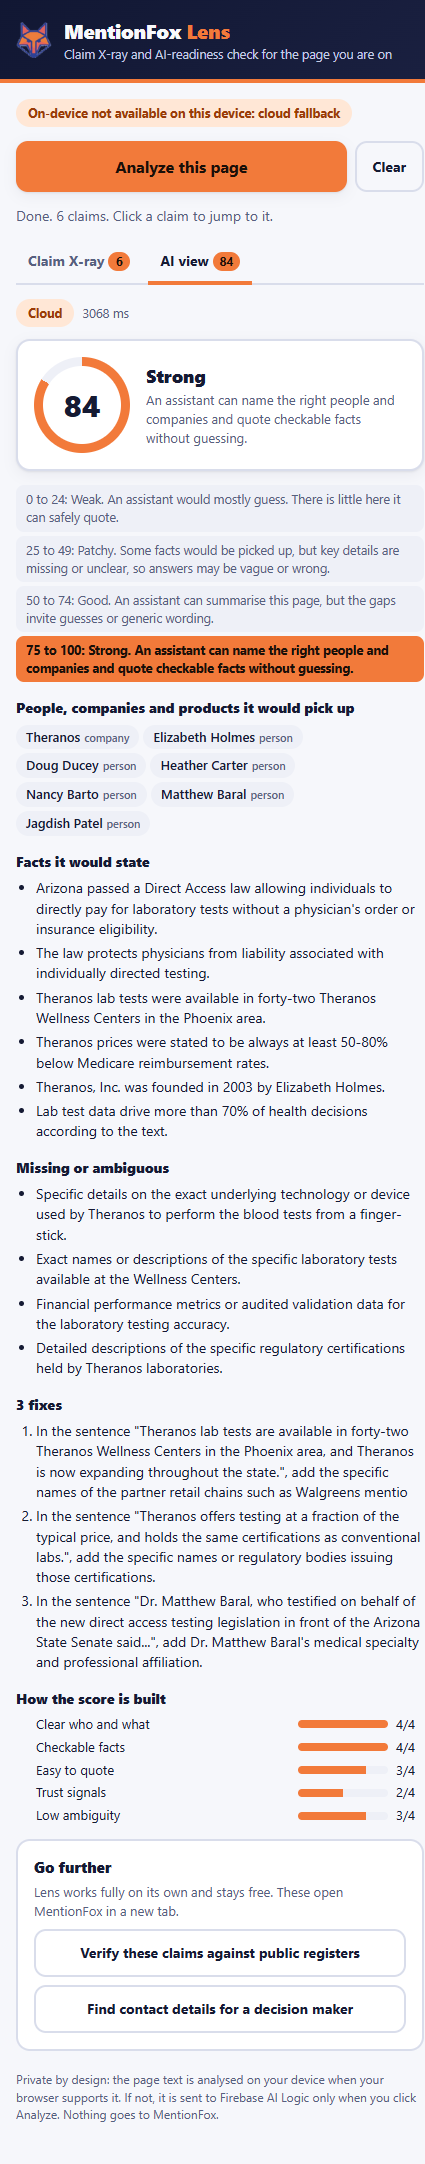 MentionFox Lens
Claim X-ray and AI-readiness check for the page you are on
On-device not available on this device: cloud fallback
Analyze this page
Clear
Done. 6 claims. Click a claim to jump to it.
Claim X-ray 6
AI view 84
Cloud 3068 ms
84
Strong
An assistant can name the right people and
companies and quote checkable facts
without guessing.
0 to 24: Weak. An assistant would mostly guess. There is little here it
can safely quote.
25 to 49: Patchy. Some facts would be picked up, but key details are
missing or unclear, so answers may be vague or wrong.
50 to 74: Good. An assistant can summarise this page, but the gaps
invite guesses or generic wording.
75 to 100: Strong. An assistant can name the right people and
companies and quote checkable facts without guessing.
People, companies and products it would pick up
Theranos company Elizabeth Holmes person
Doug Ducey person Heather Carter person
Nancy Barto person Matthew Baral person
Jagdish Patel person
Facts it would state
• Arizona passed a Direct Access law allowing individuals to
directly pay for laboratory tests without a physician's order or
insurance eligibility.
• The law protects physicians from liability associated with
individually directed testing.
• Theranos lab tests were available in forty-two Theranos
Wellness Centers in the Phoenix area.
• Theranos prices were stated to be always at least 50-80%
below Medicare reimbursement rates.
• Theranos, Inc. was founded in 2003 by Elizabeth Holmes.
• Lab test data drive more than 70% of health decisions
according to the text.
Missing or ambiguous
• Specific details on the exact underlying technology or device
used by Theranos to perform the blood tests from a finger-
stick.
• Exact names or descriptions of the specific laboratory tests
available at the Wellness Centers.
• Financial performance metrics or audited validation data for
the laboratory testing accuracy.
• Detailed descriptions of the specific regulatory certifications
held by Theranos laboratories.
3 fixes
1. In the sentence "Theranos lab tests are available in forty-two
Theranos Wellness Centers in the Phoenix area, and Theranos
is now expanding throughout the state.", add the specific
names of the partner retail chains such as Walgreens mentio
2. In the sentence "Theranos offers testing at a fraction of the
typical price, and holds the same certifications as conventional
labs.", add the specific names or regulatory bodies issuing
those certifications.
3. In the sentence "Dr. Matthew Baral, who testified on behalf of
the new direct access testing legislation in front of the Arizona
State Senate said...", add Dr. Matthew Baral's medical specialty
and professional affiliation.
How the score is built
Clear who and what 4/4
Checkable facts 4/4
Easy to quote 3/4
Trust signals 2/4
Low ambiguity 3/4
Go further
Lens works fully on its own and stays free. These open
MentionFox in a new tab.
Verify these claims against public registers
Find contact details for a decision maker
Private by design: the page text is analysed on your device when your
browser supports it. If not, it is sent to Firebase AI Logic only when you click
Analyze. Nothing goes to MentionFox.